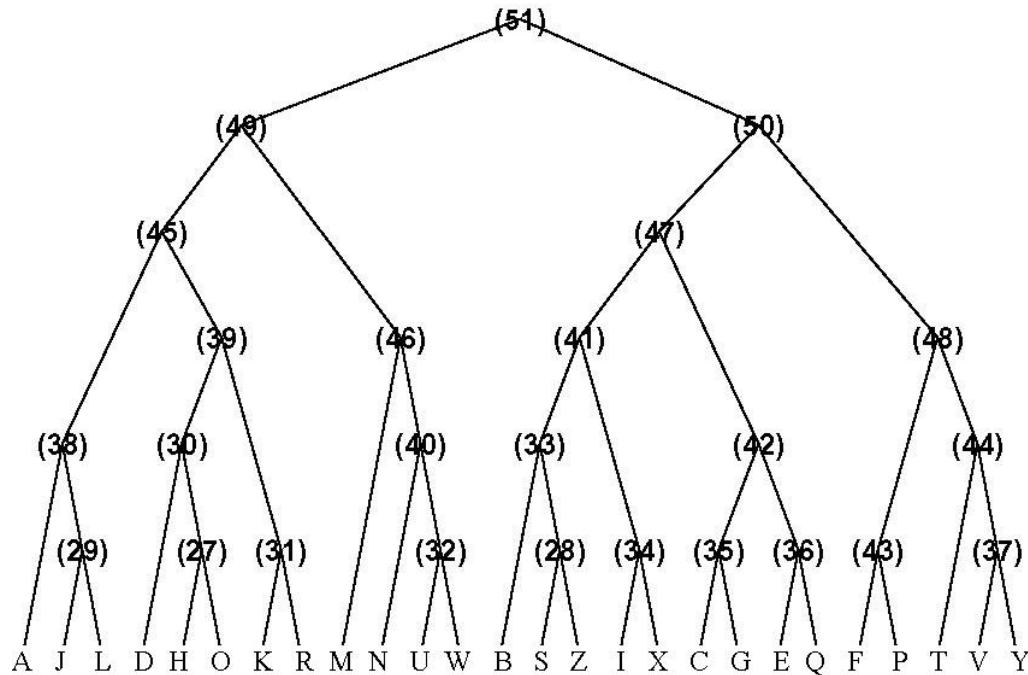 (51)
(49) (50)
(45) (47)
(39) (46) (41) (48)
(38) (30) (40) (33) (42) (44)
(29) (27) (31) (32) (28) (34) (35) (36) (43) (37)
A J L D H O K R M N U W B S Z I X C G E Q F P T V Y